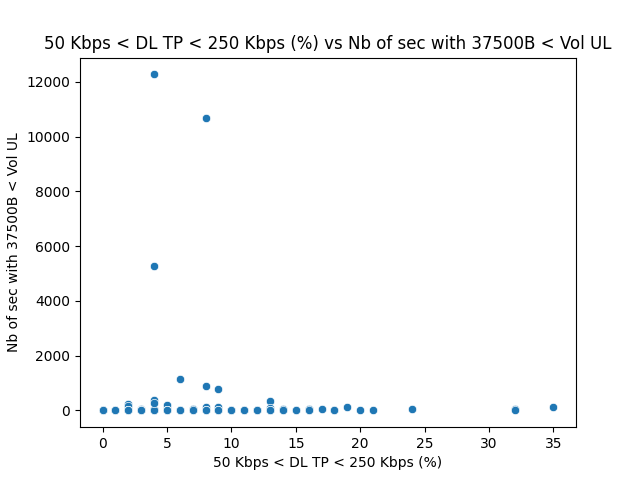 50 Kbps < DL TP < 250 Kbps (%) vs Nb of sec with 37500B < Vol UL
Nb of sec with 37500B < Vol UL
12000
10000
8000
6000
4000
2000
0
0 5 10 15 20 25 30 35
50 Kbps < DL TP < 250 Kbps (%)